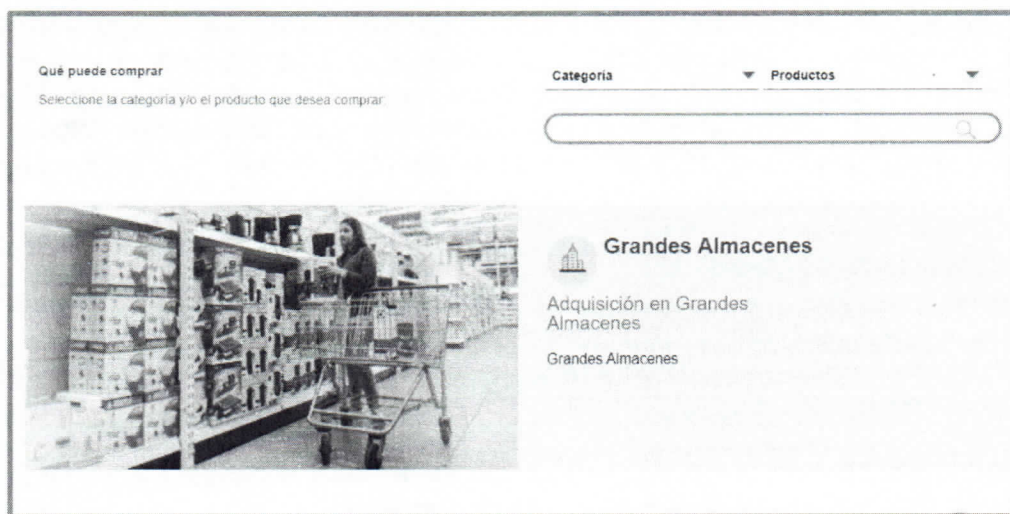 Qué puede comprar
Seleccione la categoría y/o el producto que desea comprar
Categoría
Productos
Grandes Almacenes
Adquisición en Grandes
Almacenes
Grandes Almacenes